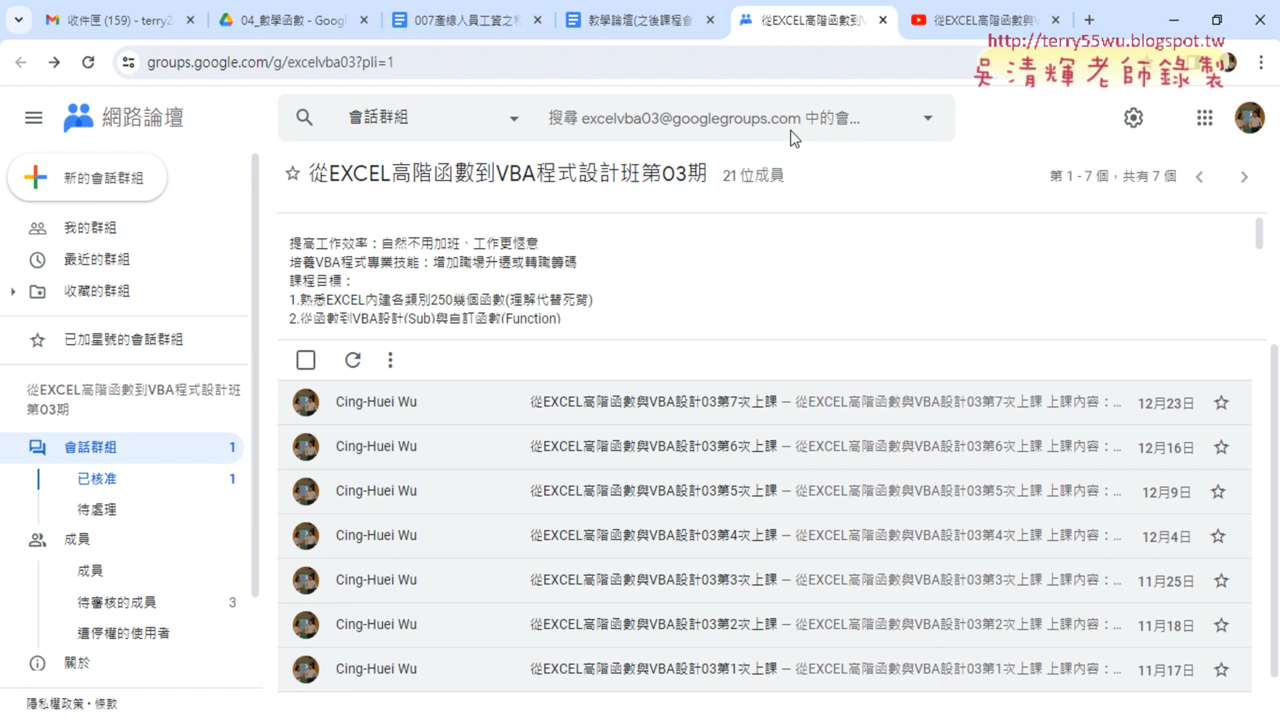 收件匣 (159) - terry2
04_數學函數 - Googl
007產線人員工資之和
教學論壇(之後課程會
從EXCEL高階函數到V
從EXCEL高階函數與V
http://terry55wu.blogspot.tw
吳清輝老師錄製
groups.google.com/g/excelvba03?pli=1
網路論壇
會話群組
搜尋 excelvba03@googlegroups.com 中的會...
新的會話群組
我的群組
最近的群組
收藏的群組
已加星號的會話群組
從EXCEL高階函數到VBA程式設計班
第03期
會話群組 1
已核准 1
待處理
成員
成員
待審核的成員 3
遭停權的使用者
關於
隱私權政策 • 條款
從EXCEL高階函數到VBA程式設計班第03期 21 位成員
第 1 - 7 個，共有 7 個
提高工作效率：自然不用加班、工作更愜意
培養VBA程式專業技能：增加職場升遷或轉職籌碼
課程目標：
1.熟悉EXCEL內建各類別250幾個函數(理解代替死背)
2.從函數到VBA設計(Sub)與自訂函數(Function)
Cing-Huei Wu 從EXCEL高階函數與VBA設計03第7次上課 – 從EXCEL高階函數與VBA設計03第7次上課 上課內容：... 12月23日
Cing-Huei Wu 從EXCEL高階函數與VBA設計03第6次上課 – 從EXCEL高階函數與VBA設計03第6次上課 上課內容：... 12月16日
Cing-Huei Wu 從EXCEL高階函數與VBA設計03第5次上課 – 從EXCEL高階函數與VBA設計03第5次上課 上課內容：... 12月9日
Cing-Huei Wu 從EXCEL高階函數與VBA設計03第4次上課 – 從EXCEL高階函數與VBA設計03第4次上課 上課內容：... 12月4日
Cing-Huei Wu 從EXCEL高階函數與VBA設計03第3次上課 – 從EXCEL高階函數與VBA設計03第3次上課 上課內容：... 11月25日
Cing-Huei Wu 從EXCEL高階函數與VBA設計03第2次上課 – 從EXCEL高階函數與VBA設計03第2次上課 上課內容：... 11月18日
Cing-Huei Wu 從EXCEL高階函數與VBA設計03第1次上課 – 從EXCEL高階函數與VBA設計03第1次上課 上課內容：... 11月17日